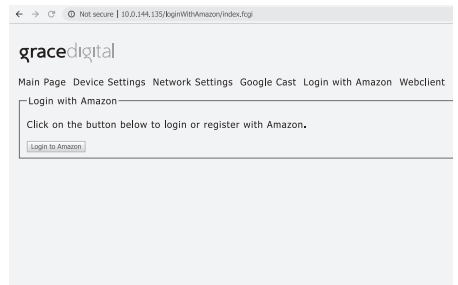 Not secure | 10.0.144.135/loginWithAmazon/index.fcgi
gracedigital
Main Page Device Settings Network Settings Google Cast Login with Amazon Webclient
Login with Amazon
Click on the button below to login or register with Amazon.
Login to Amazon